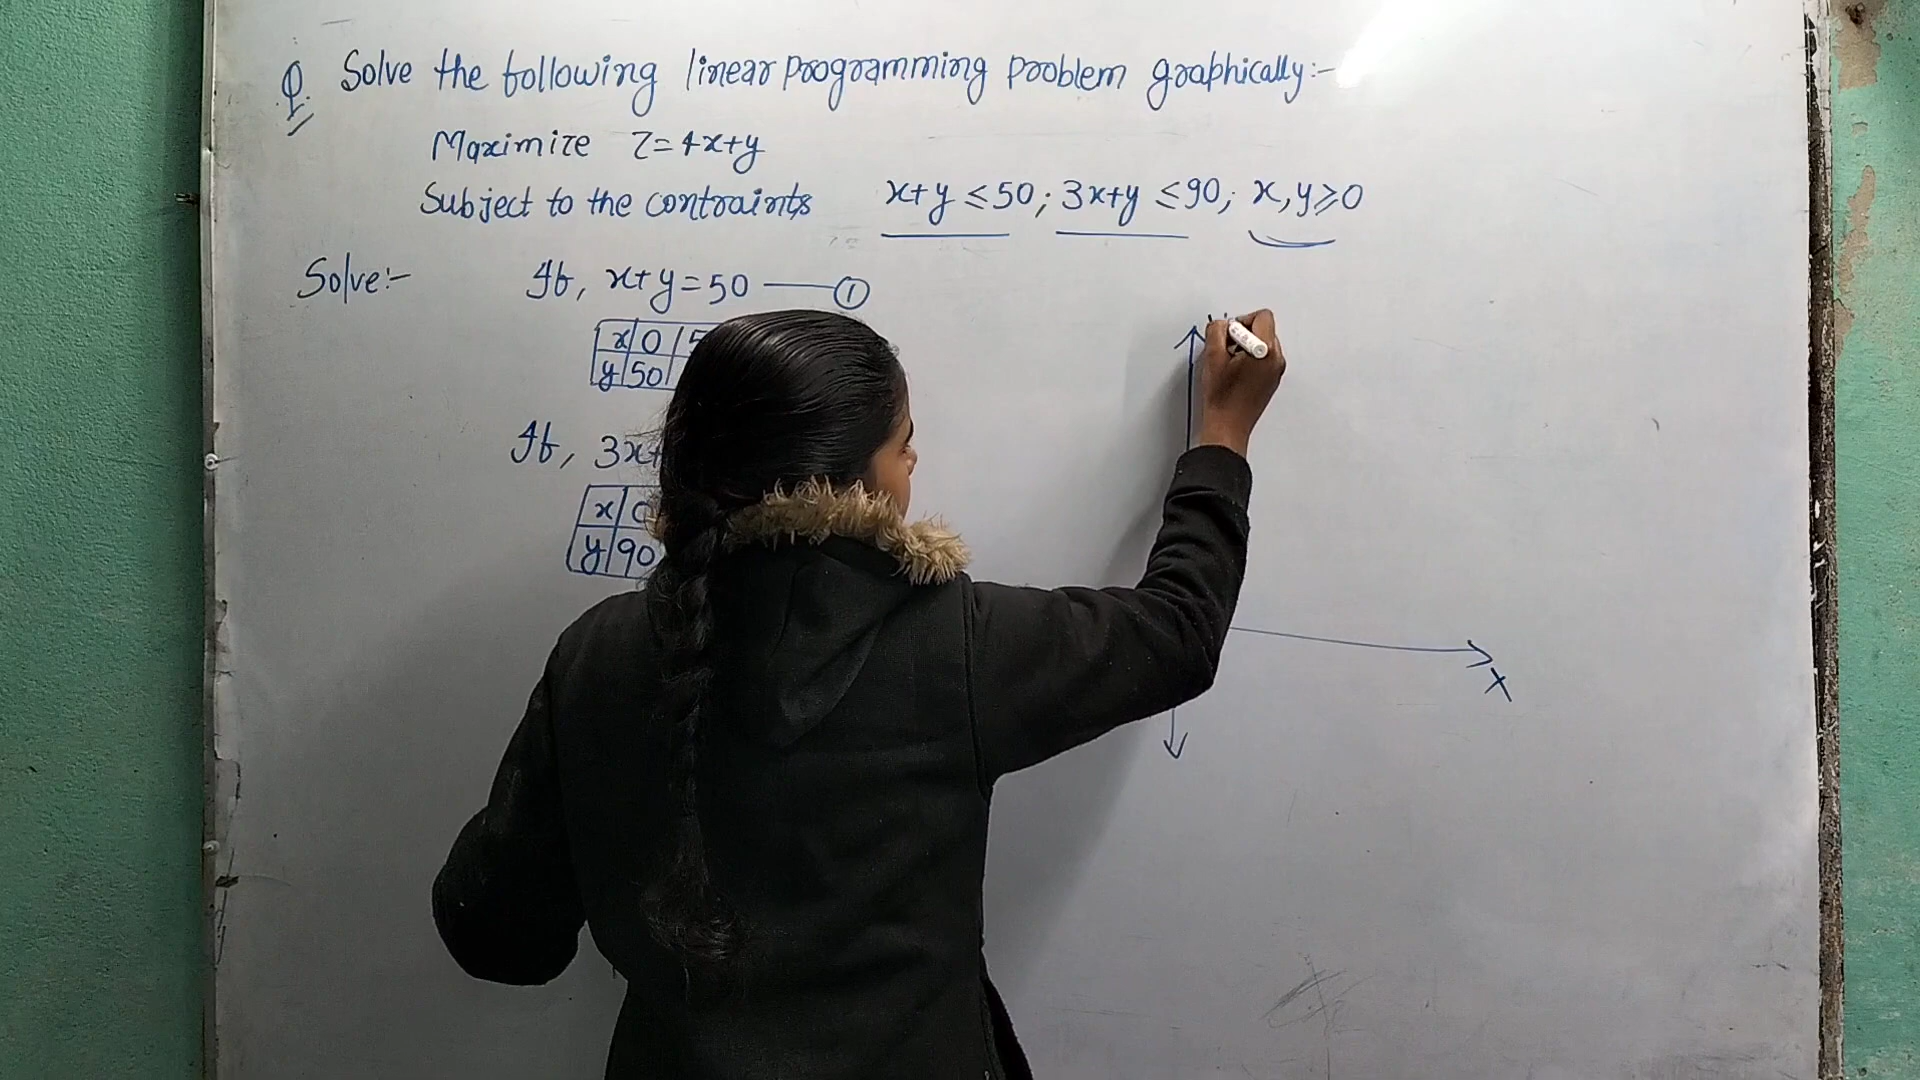 Q. Solve the following linear programming problem graphically:-
Maximize Z=4x+y
Subject to the contraints x+y ≤50; 3x+y ≤90; x,y≥0
Solve:- If, x+y=50 ——①
x 0 5
y 50
If, 3x+
x 0
y 90
X